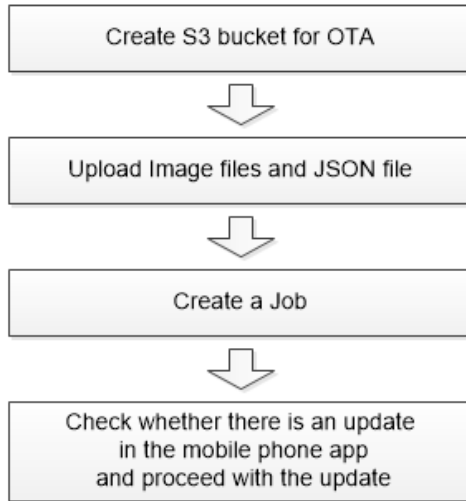 Create S3 bucket for OTA
Upload Image files and JSON file
Create a Job
Check whether there is an update
in the mobile phone app
and proceed with the update